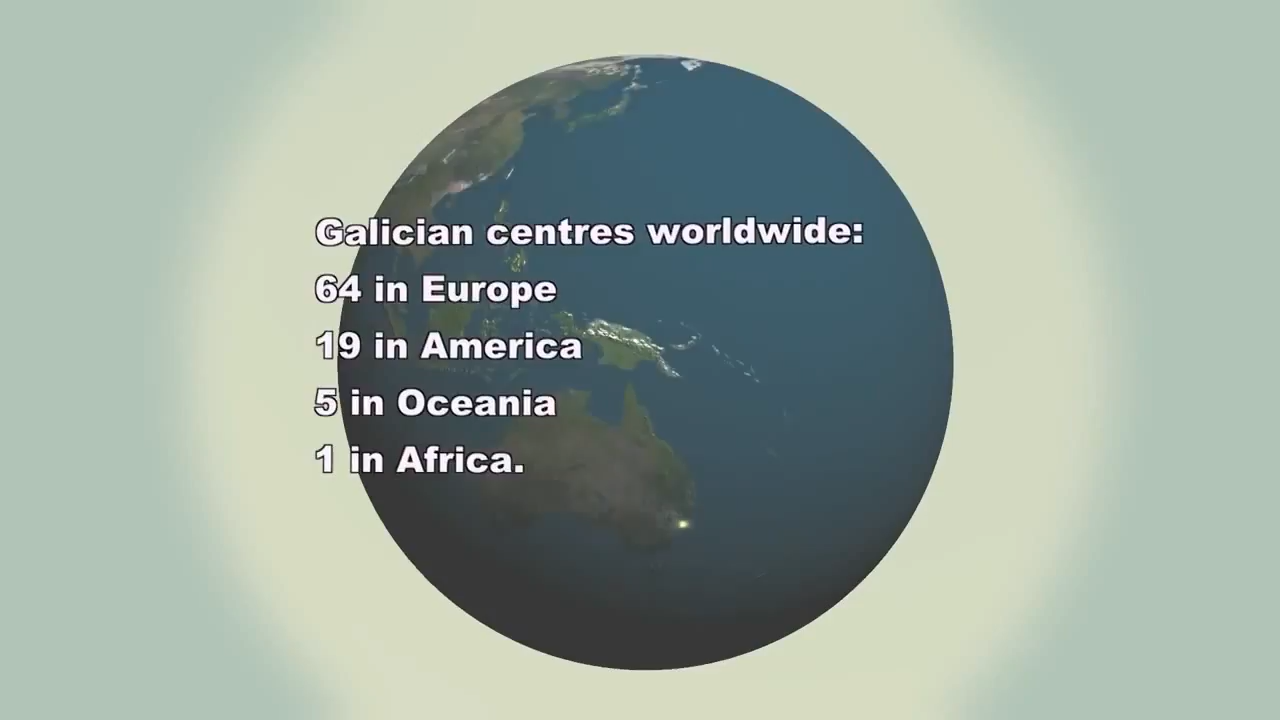 Galician centres worldwide:
64 in Europe
19 in America
5 in Oceania
1 in Africa.